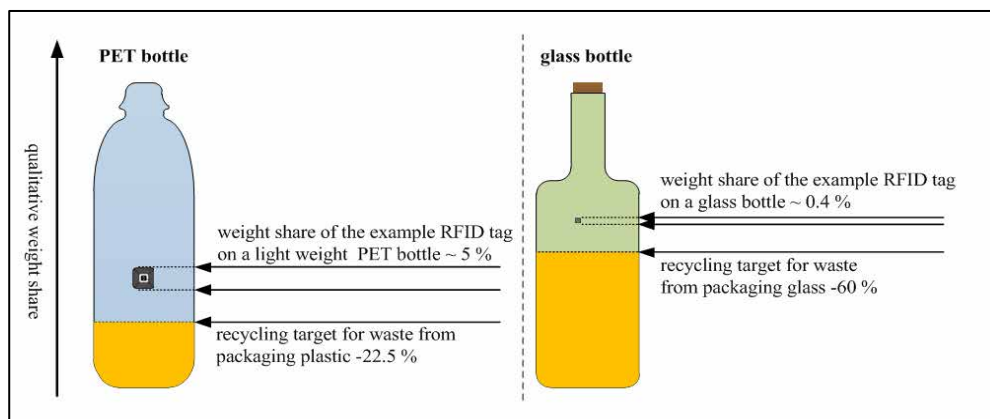 PET bottle
qualitative weight share
weight share of the example RFID tag
on a light weight PET bottle ~ 5 %
recycling target for waste from
packaging plastic -22.5 %
glass bottle
weight share of the example RFID tag
on a glass bottle ~ 0.4 %
recycling target for waste
from packaging glass -60 %